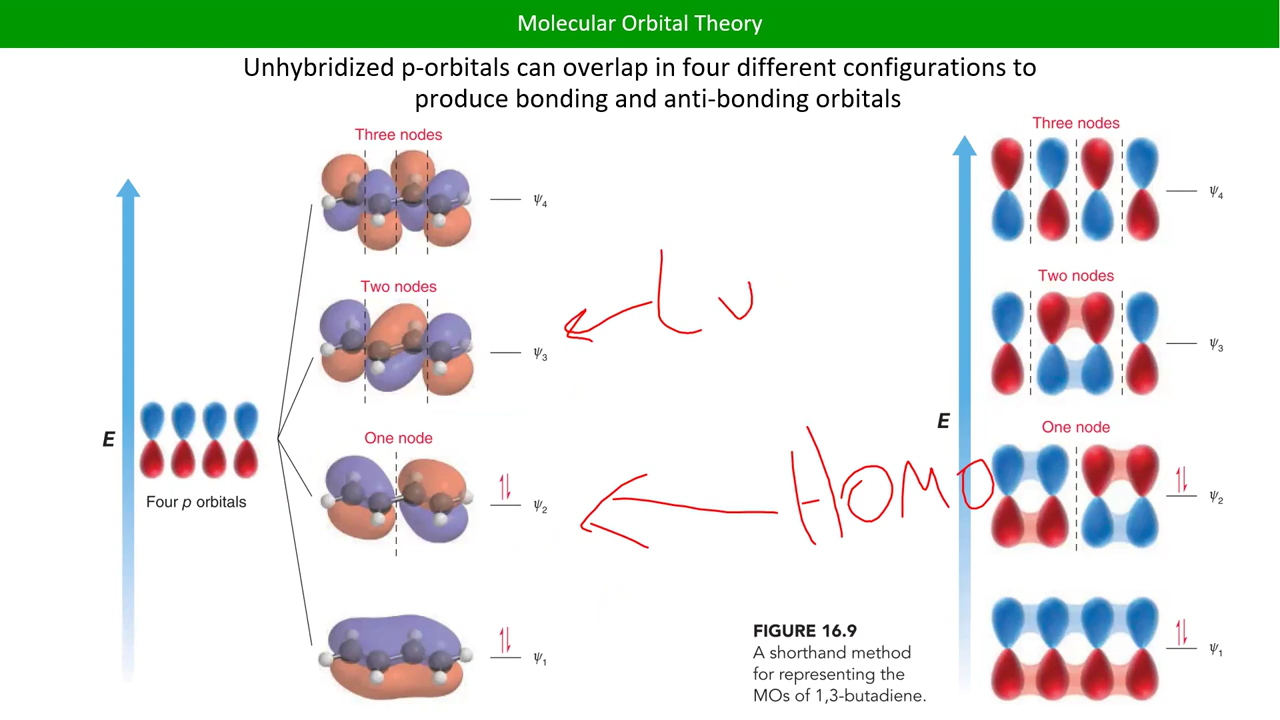 Molecular Orbital Theory
Unhybridized p-orbitals can overlap in four different configurations to
produce bonding and anti-bonding orbitals
Three nodes
ψ4
Two nodes
ψ3
E
Four p orbitals
One node
ψ2
ψ1
Lu
HOMO
FIGURE 16.9
A shorthand method
for representing the
MOs of 1,3-butadiene.
Three nodes
ψ4
Two nodes
ψ3
E
One node
ψ2
ψ1